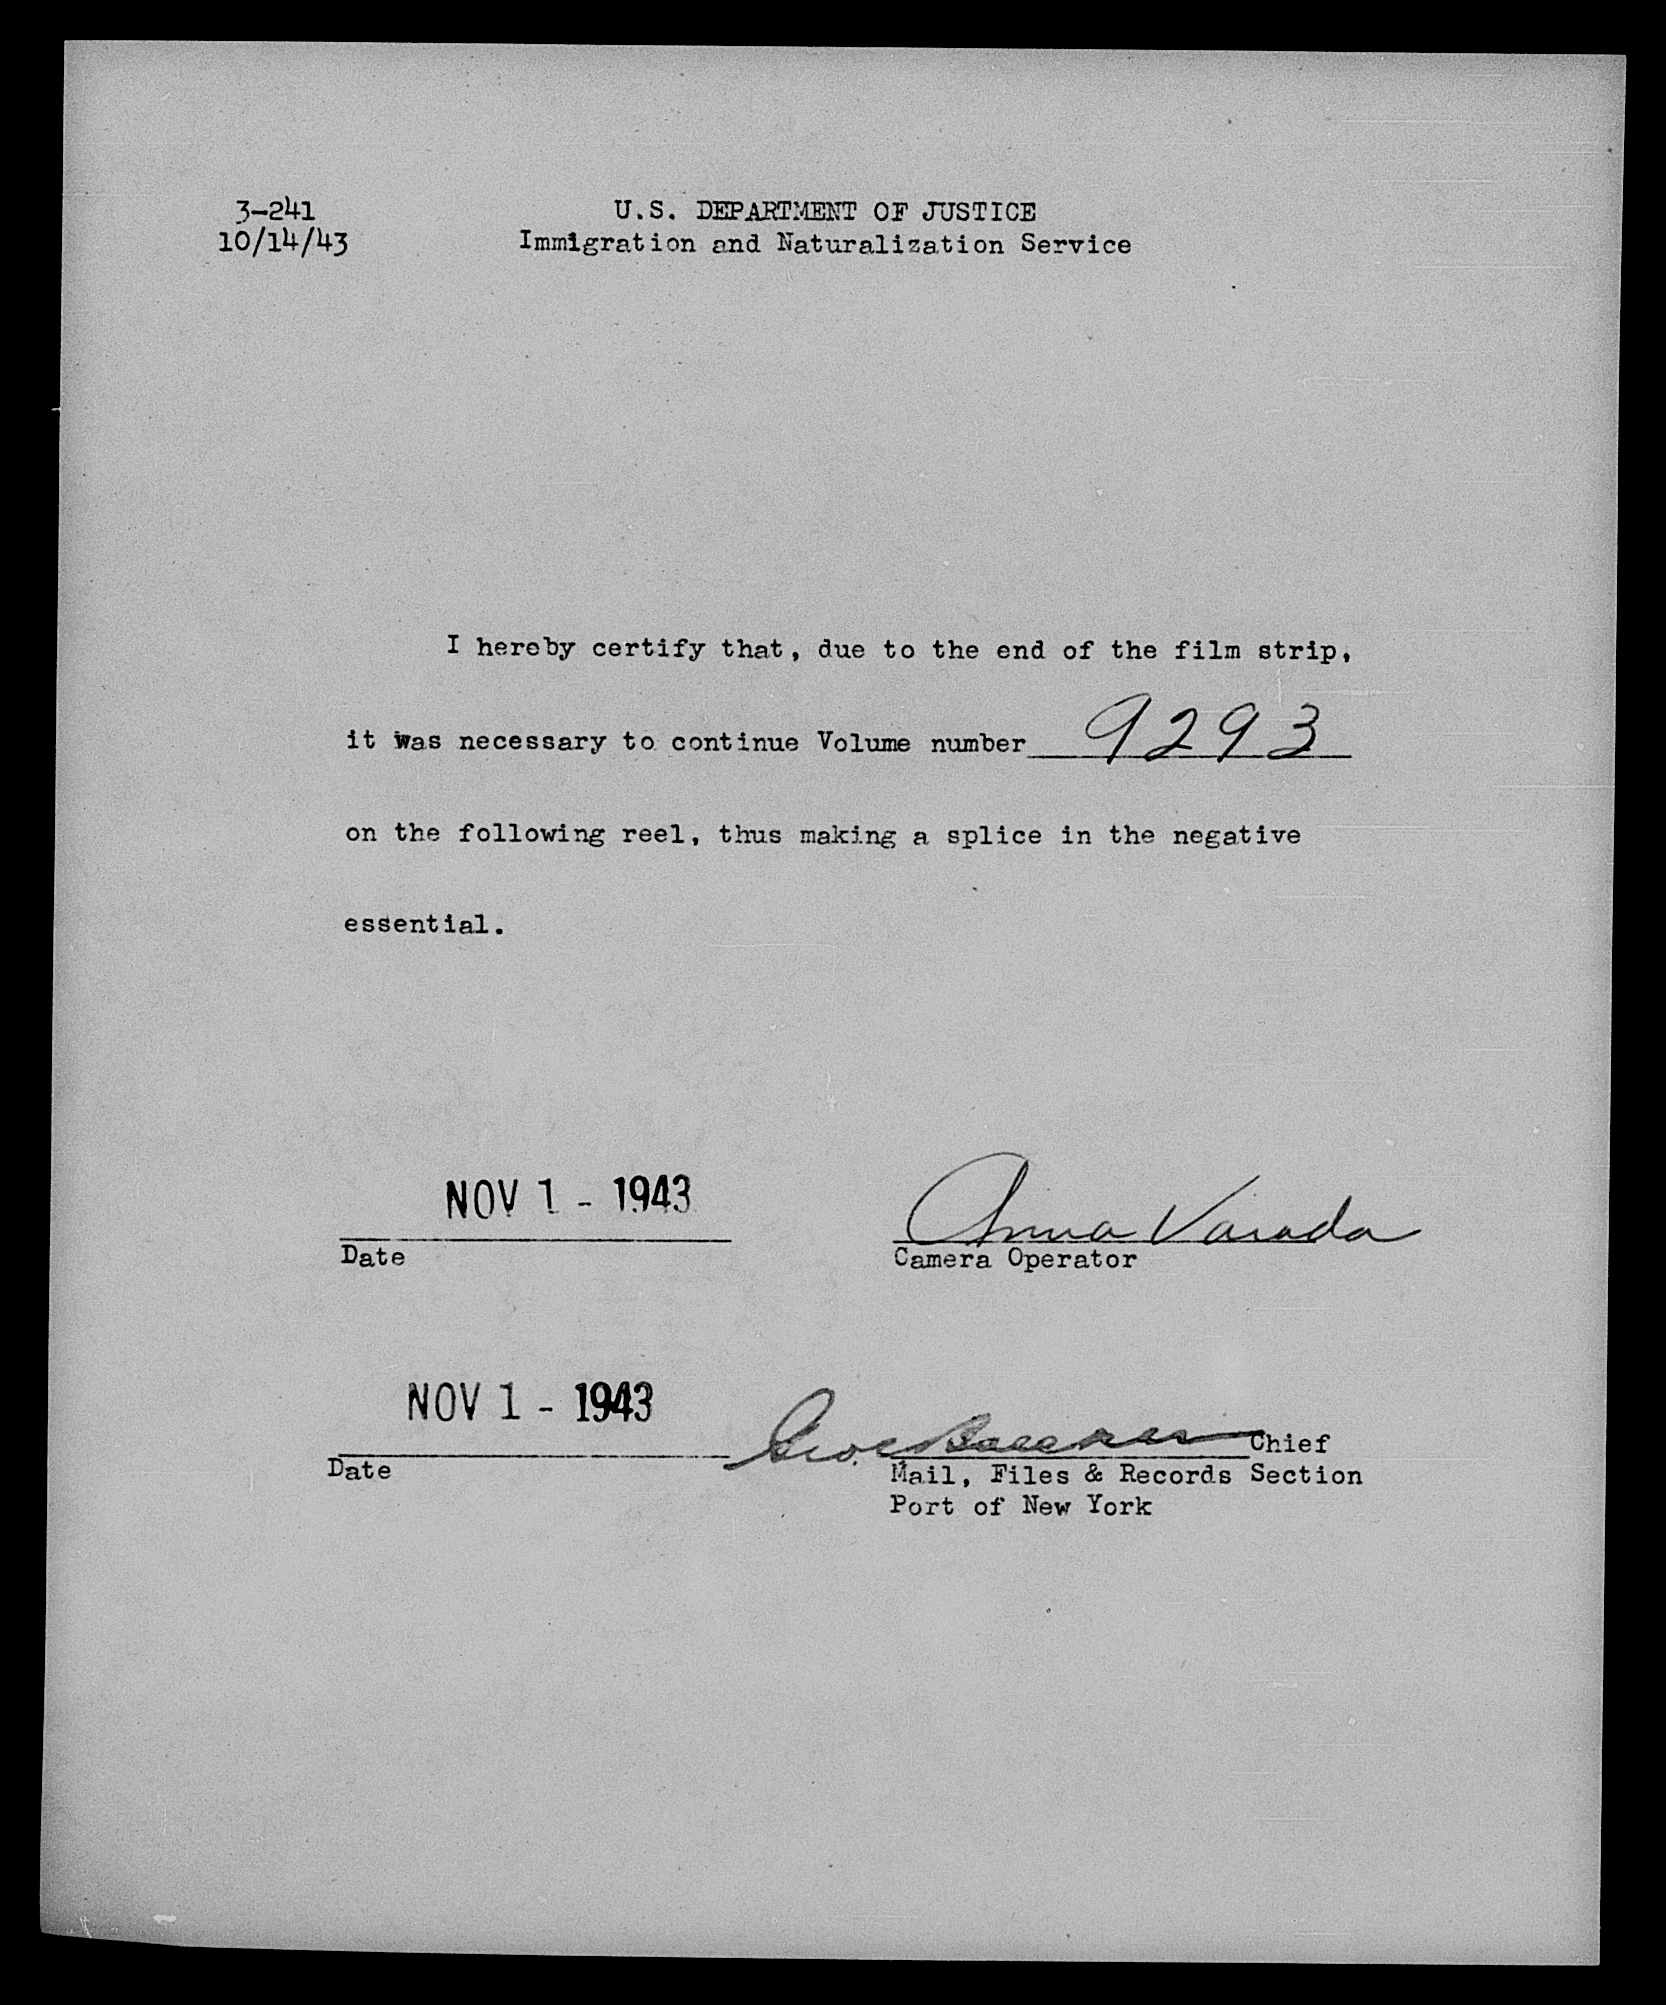 3-241
10/14/43
U.S. DEPARTMENT OF JUSTICE
Immigration and Naturalization Service
I hereby certify that, due to the end of the film strip,
it was necessary to continue Volume number 9293
on the following reel, thus making a splice in the negative
essential.
NOV 1 - 1943
Date
Anna Varada
Camera Operator
NOV 1 - 1943
Date
Geo. Chief
Mail, Files & Records Section
Port of New York